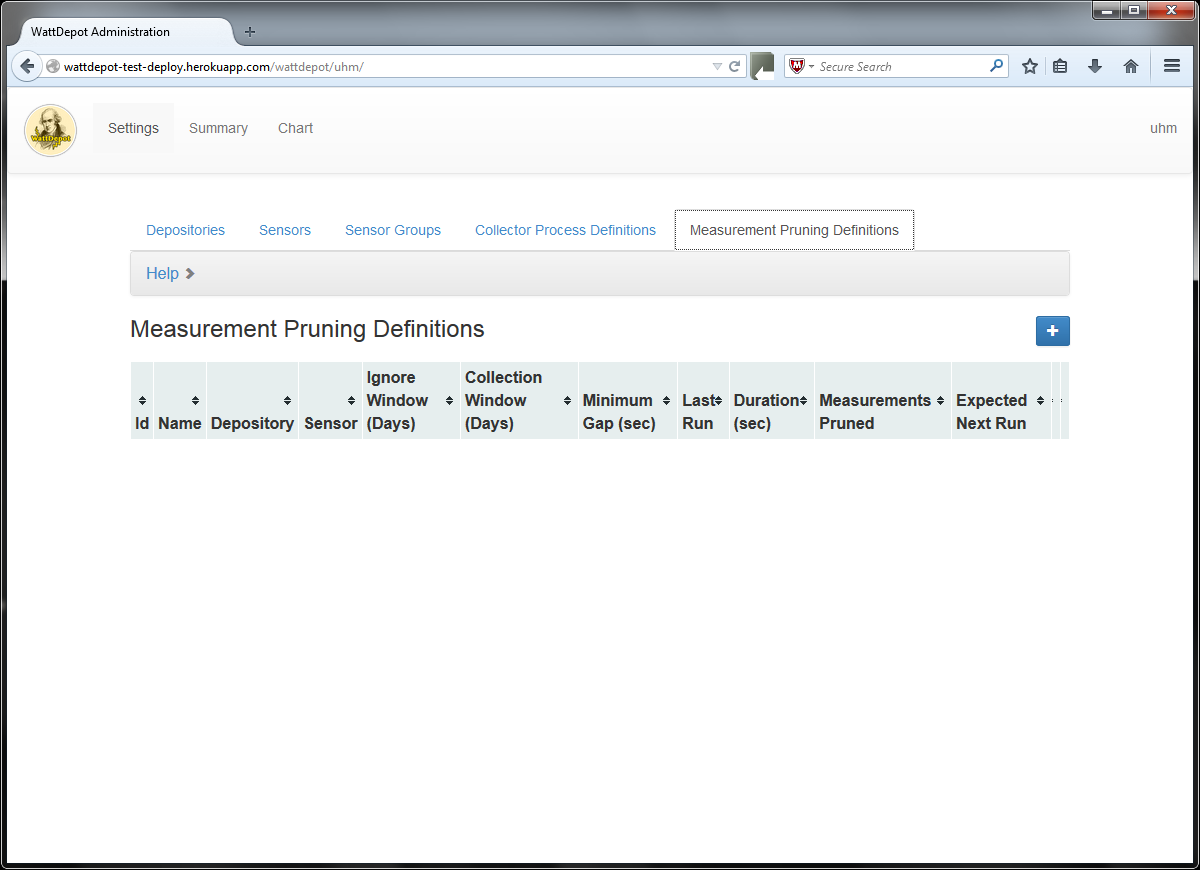 WattDepot Administration
wattdepot-test-deploy.herokuapp.com/wattdepot/uhm/
Secure Search
WattDepot
Settings
Summary
Chart
uhm
Depositories
Sensors
Sensor Groups
Collector Process Definitions
Measurement Pruning Definitions
Help
Measurement Pruning Definitions
+
Id
Name
Depository
Sensor
Ignore
Window
(Days)
Collection
Window
(Days)
Minimum
Gap (sec)
Last
Run
Duration
(sec)
Measurements
Pruned
Expected
Next Run